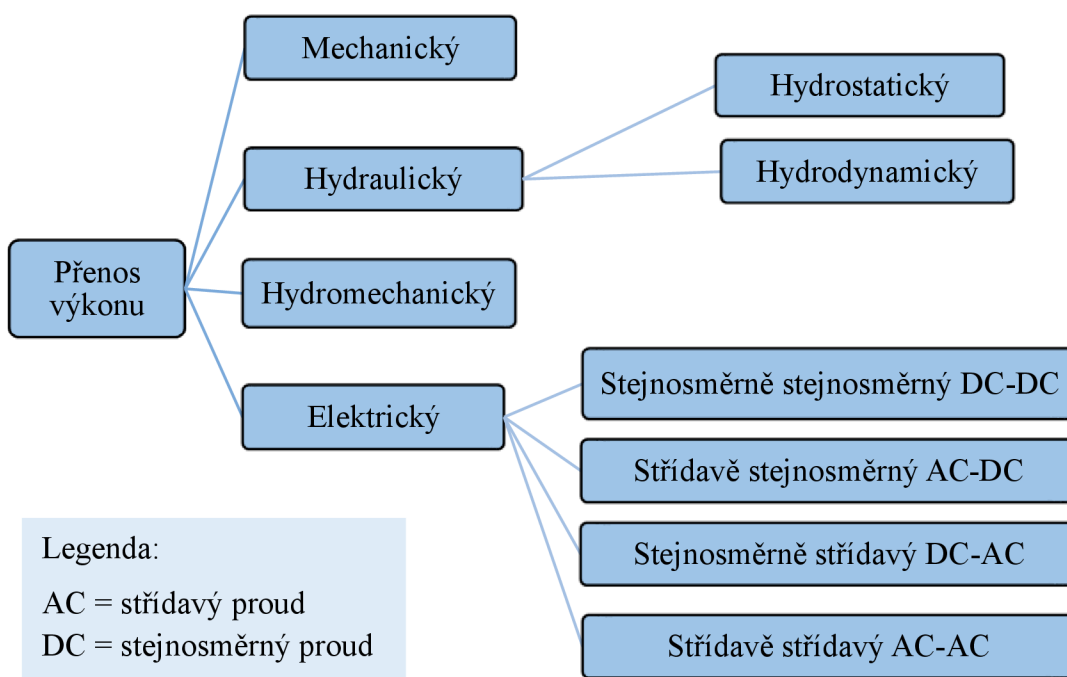 Přenos
výkonu
Mechanický
Hydraulický
Hydrostatický
Hydrodynamický
Hydromechanický
Elektrický
Stejnosměrně stejnosměrný DC-DC
Střídavě stejnosměrný AC-DC
Stejnosměrně střídavý DC-AC
Střídavě střídavý AC-AC
Legenda:
AC = střídavý proud
DC = stejnosměrný proud